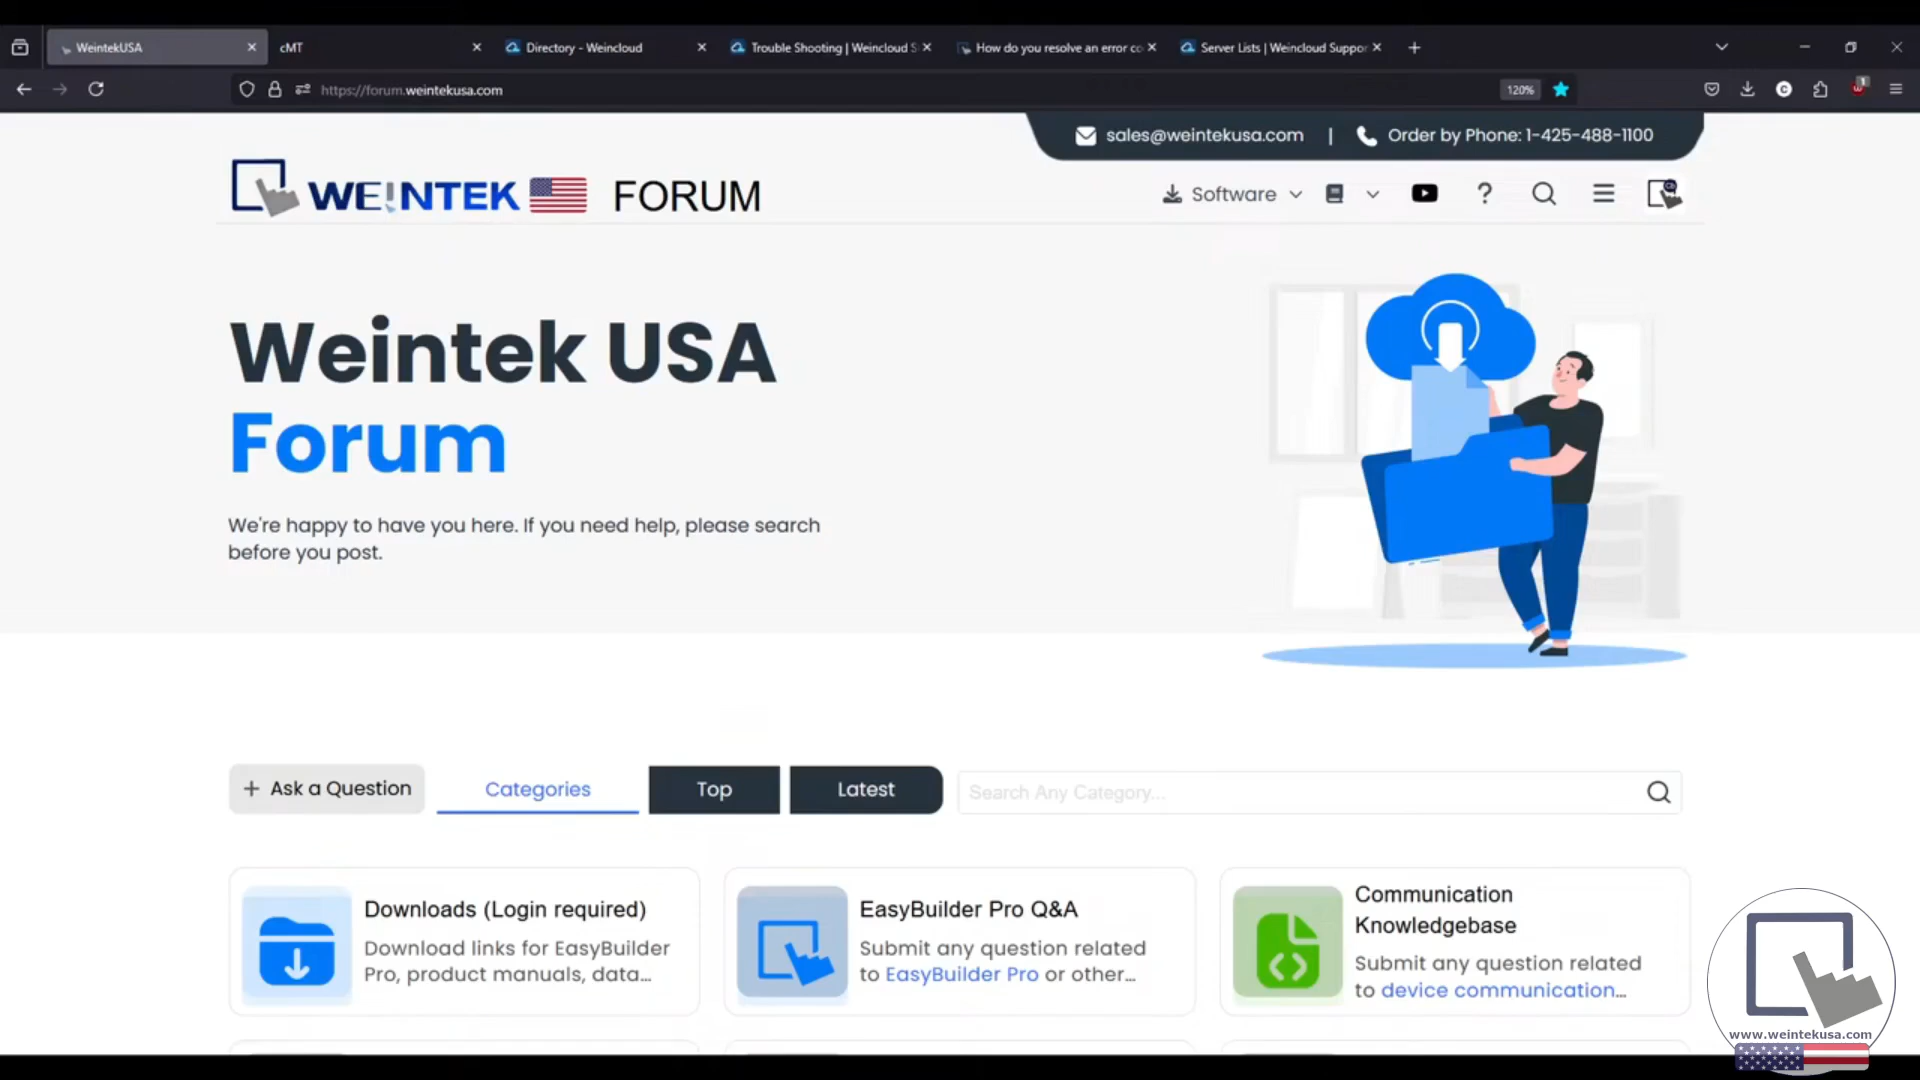 WeintekUSA
cMT
Directory - Weincloud
Trouble Shooting | Weincloud S
How do you resolve an error co
Server Lists | Weincloud Suppor
https://forum.weintekusa.com
120%
1
sales@weintekusa.com | Order by Phone: 1-425-488-1100
WEINTEK FORUM
Software
Weintek USA
Forum
We're happy to have you here. If you need help, please search
before you post.
+ Ask a Question
Categories
Top
Latest
Search Any Category...
Downloads (Login required)
Download links for EasyBuilder
Pro, product manuals, data...
EasyBuilder Pro Q&A
Submit any question related
to EasyBuilder Pro or other...
Communication
Knowledgebase
Submit any question related
to device communication...
www.weintekusa.com